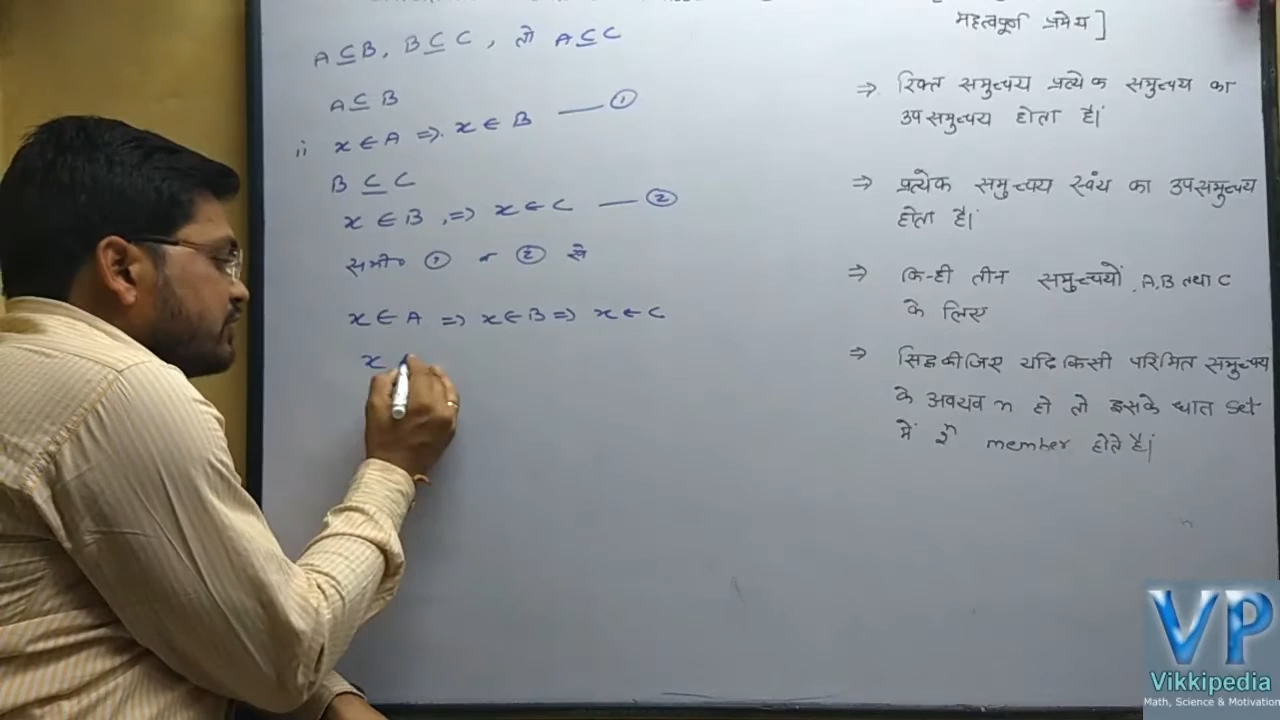 A ⊆ B, B ⊆ C, तो A ⊆ C
A ⊆ B
ii x ∈ A ⇒ x ∈ B — ①
B ⊆ C
x ∈ B, ⇒ x ∈ C — ②
समी० ① व ② से
x ∈ A ⇒ x ∈ B ⇒ x ∈ C
x
महत्वपूर्ण प्रमेय ]
⇒ रिक्त समुच्चय प्रत्येक समुच्चय का
उपसमुच्चय होता है।
⇒ प्रत्येक समुच्चय स्वंय का उपसमुच्चय
होता है।
⇒ किन्ही तीन समुच्चयों A,B तथा C
के लिए
⇒ सिद्ध कीजिए यदि किसी परिमित समुच्चय
के अवयव n हो तो इसके घात set
में 2ⁿ member होते है।
VP
Vikkipedia
Math, Science & Motivation